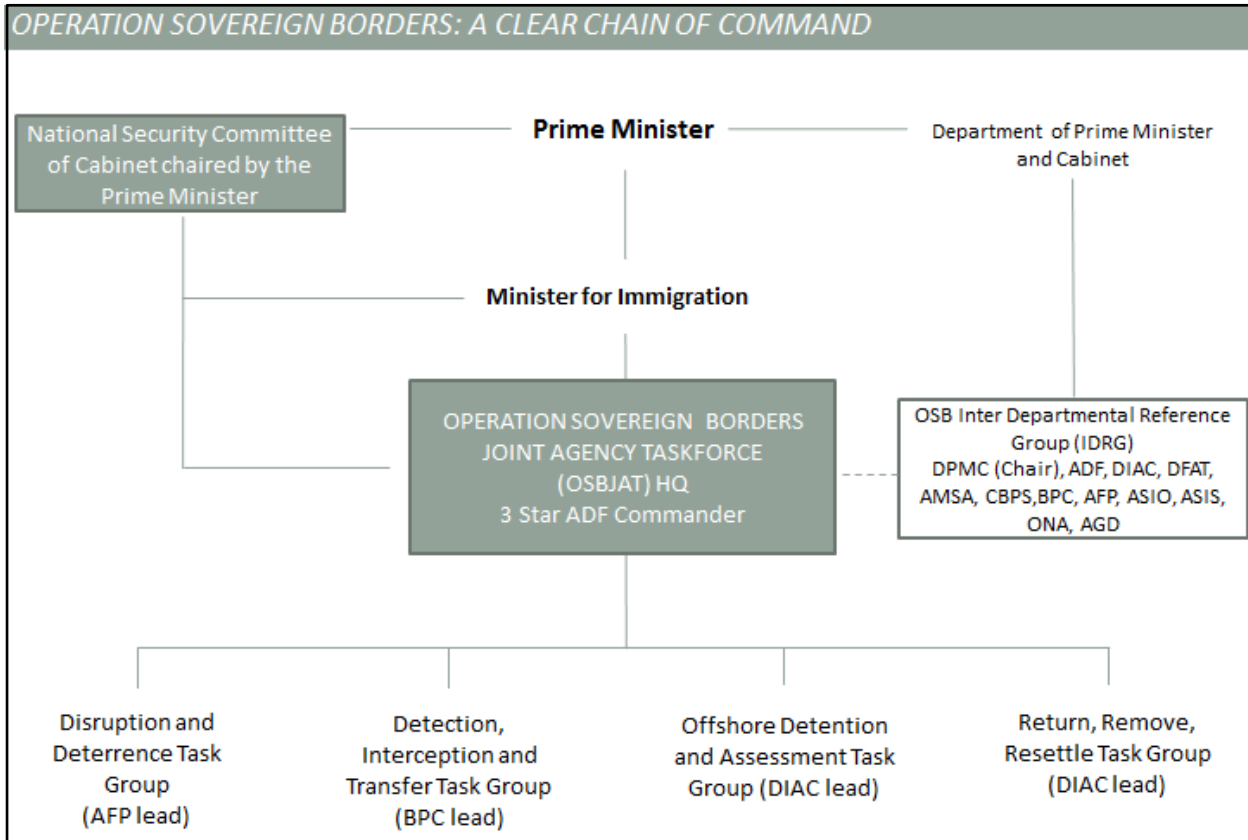 OPERATION SOVEREIGN BORDERS: A CLEAR CHAIN OF COMMAND
National Security Committee
of Cabinet chaired by the
Prime Minister
Prime Minister
Department of Prime Minister
and Cabinet
Minister for Immigration
OPERATION SOVEREIGN BORDERS
JOINT AGENCY TASKFORCE
(OSBJAT) HQ
3 Star ADF Commander
OSB Inter Departmental Reference
Group (IDRG)
DPMC (Chair), ADF, DIAC, DFAT,
AMSA, CBPS,BPC, AFP, ASIO, ASIS,
ONA, AGD
Disruption and
Deterrence Task
Group
(AFP lead)
Detection,
Interception and
Transfer Task Group
(BPC lead)
Offshore Detention
and Assessment Task
Group (DIAC lead)
Return, Remove,
Resettle Task Group
(DIAC lead)